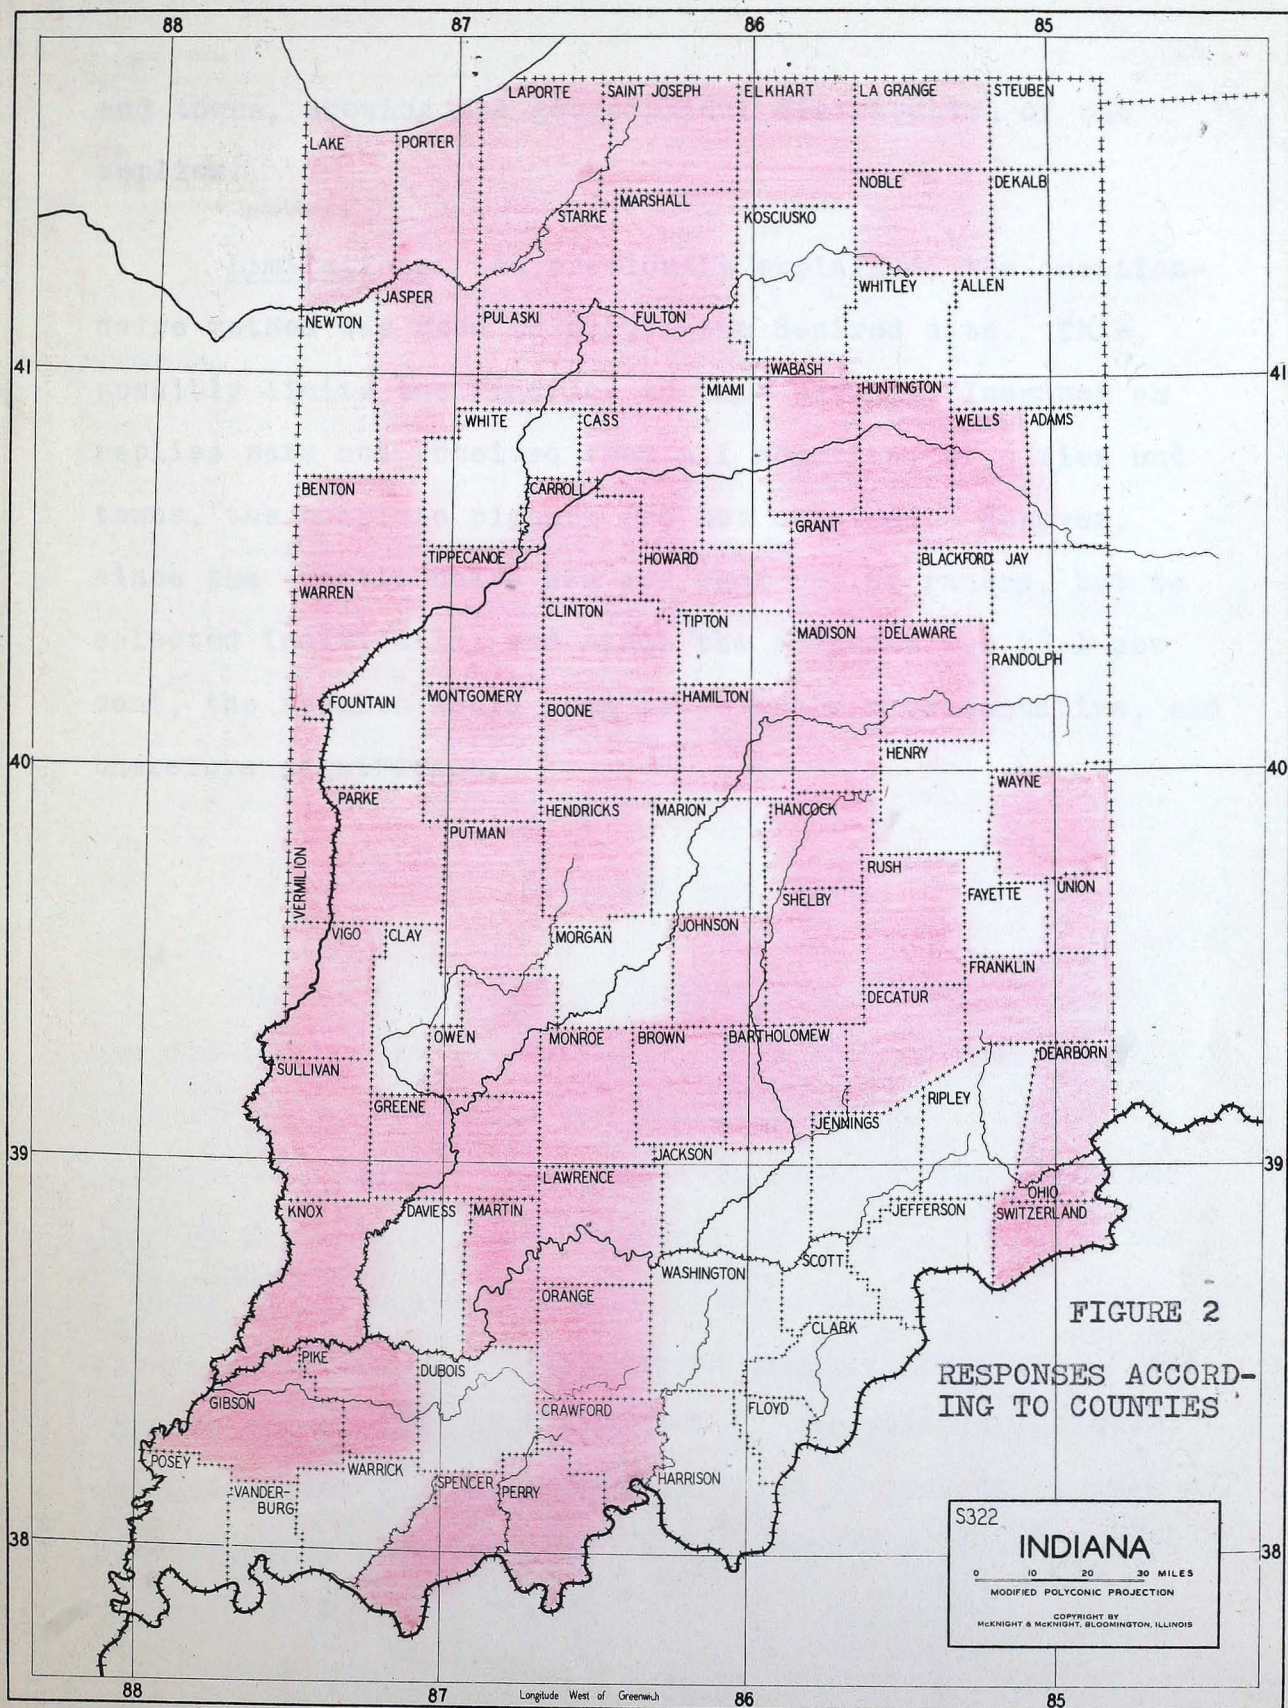 88 87 86 85
LAPORTE SAINT JOSEPH ELKHART LA GRANGE STEUBEN
LAKE PORTER
NOBLE DEKALB
STARKE MARSHALL KOSCIUSKO
NEWTON JASPER PULASKI FULTON WHITLEY ALLEN
41 41
WABASH
MIAMI HUNTINGTON
WHITE CASS WELLS ADAMS
BENTON CARROLL
GRANT
TIPPECANOE HOWARD BLACKFORD JAY
WARREN
CLINTON TIPTON
MADISON DELAWARE
RANDOLPH
FOUNTAIN MONTGOMERY BOONE HAMILTON
HENRY
40 40
WAYNE
PARKE HENDRICKS MARION HANCOCK
PUTMAN
VERMILION
RUSH
SHELBY FAYETTE UNION
VIGO CLAY MORGAN JOHNSON
FRANKLIN
DECATUR
OWEN MONROE BROWN BARTHOLOMEW
DEARBORN
SULLIVAN
GREENE RIPLEY
JENNINGS
39 39
JACKSON
LAWRENCE
OHIO
KNOX DAVIESS MARTIN JEFFERSON SWITZERLAND
WASHINGTON SCOTT
ORANGE
CLARK
FIGURE 2
PIKE DUBOIS
RESPONSES ACCORD-
ING TO COUNTIES
GIBSON CRAWFORD FLOYD
POSEY WARRICK
VANDER-
BURG
SPENCER PERRY HARRISON
38 38
S322
INDIANA
0 10 20 30 MILES
MODIFIED POLYCONIC PROJECTION
COPYRIGHT BY
McKNIGHT & McKNIGHT, BLOOMINGTON, ILLINOIS
88 87 86 85
Longitude West of Greenwich